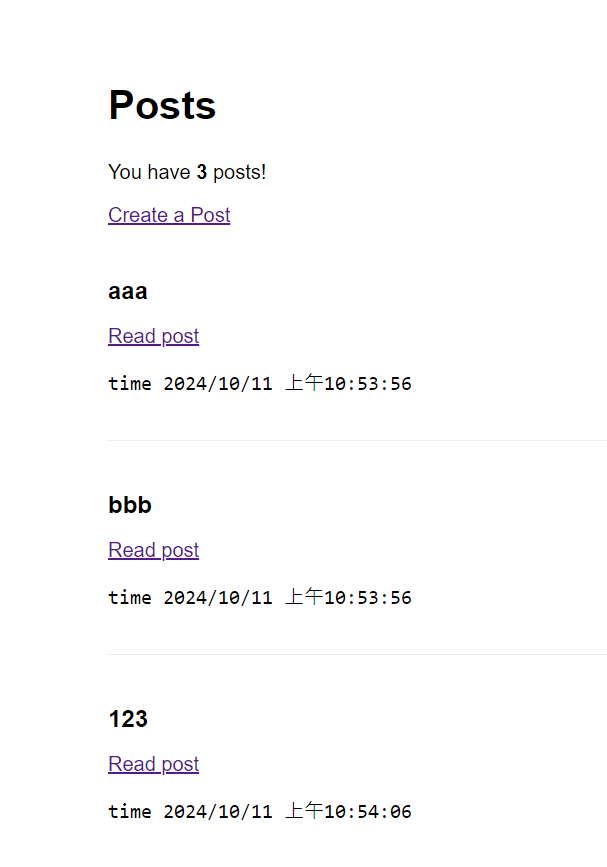 Posts
You have 3 posts!
Create a Post
aaa
Read post
time 2024/10/11 上午10:53:56
bbb
Read post
time 2024/10/11 上午10:53:56
123
Read post
time 2024/10/11 上午10:54:06